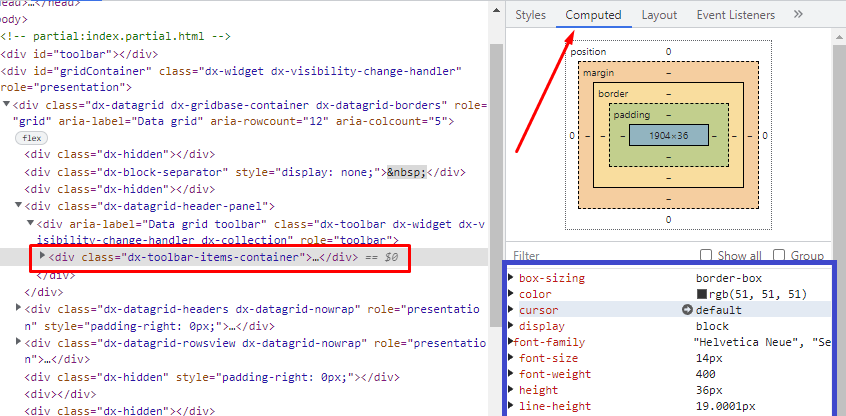 head>…</head>
body>
<!-- partial:index.partial.html -->
<div id="toolbar"></div>
<div id="gridContainer" class="dx-widget dx-visibility-change-handler"
role="presentation">
<div class="dx-datagrid dx-gridbase-container dx-datagrid-borders" role=
"grid" aria-label="Data grid" aria-rowcount="12" aria-colcount="5">
flex
<div class="dx-hidden"></div>
<div class="dx-block-separator" style="display: none;">&nbsp;</div>
<div class="dx-hidden"></div>
<div class="dx-datagrid-header-panel">
<div aria-label="Data grid toolbar" class="dx-toolbar dx-widget dx-v
isibility-change-handler dx-collection" role="toolbar">
<div class="dx-toolbar-items-container">…</div> == $0
</div>
</div>
<div class="dx-datagrid-headers dx-datagrid-nowrap" role="presentatio
n" style="padding-right: 0px;">…</div>
<div class="dx-datagrid-rowsview dx-datagrid-nowrap" role="presentatio
n">…</div>
<div class="dx-hidden" style="padding-right: 0px;"></div>
<div></div>
<div class="dx-hidden"></div>
Styles Computed Layout Event Listeners »
position 0
margin –
border –
padding –
0 – – – 1904×36 – – – 0
–
–
–
0
Filter Show all Group
box-sizing border-box
color rgb(51, 51, 51)
cursor default
display block
font-family "Helvetica Neue", "Se
font-size 14px
font-weight 400
height 36px
line-height 19.0001px